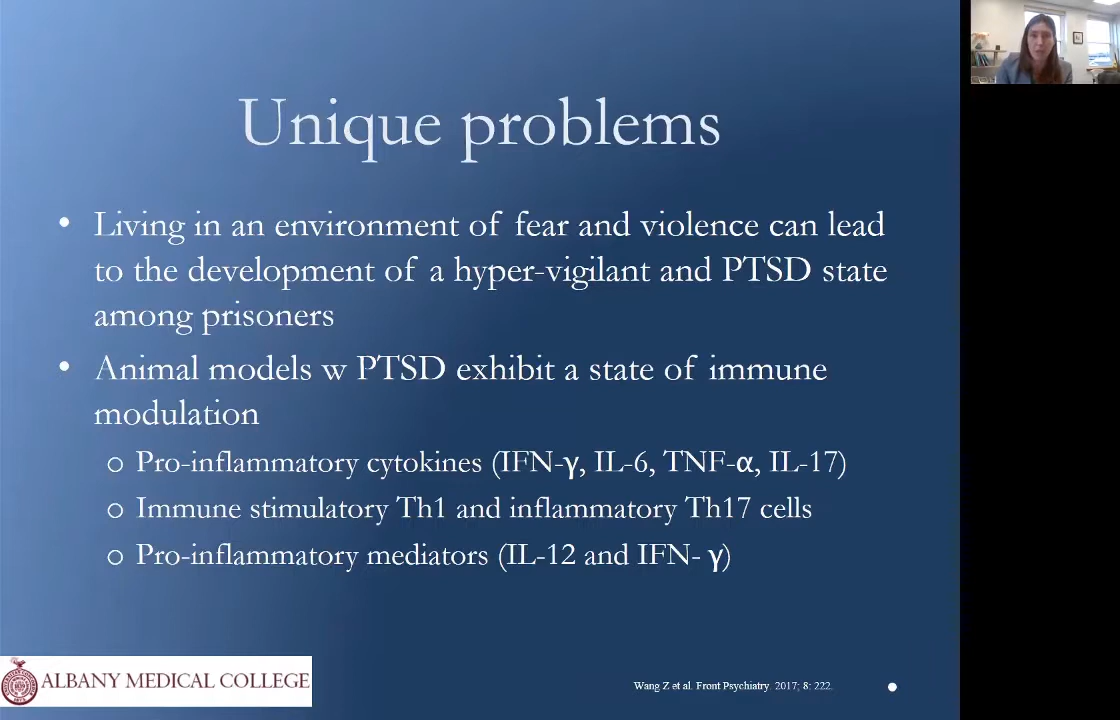 Unique problems
• Living in an environment of fear and violence can lead
to the development of a hyper-vigilant and PTSD state
among prisoners
• Animal models w PTSD exhibit a state of immune
modulation
o Pro-inflammatory cytokines (IFN-γ, IL-6, TNF-α, IL-17)
o Immune stimulatory Th1 and inflammatory Th17 cells
o Pro-inflammatory mediators (IL-12 and IFN- γ)
ALBANY MEDICAL COLLEGE
Wang Z et al. Front Psychiatry. 2017; 8: 222.